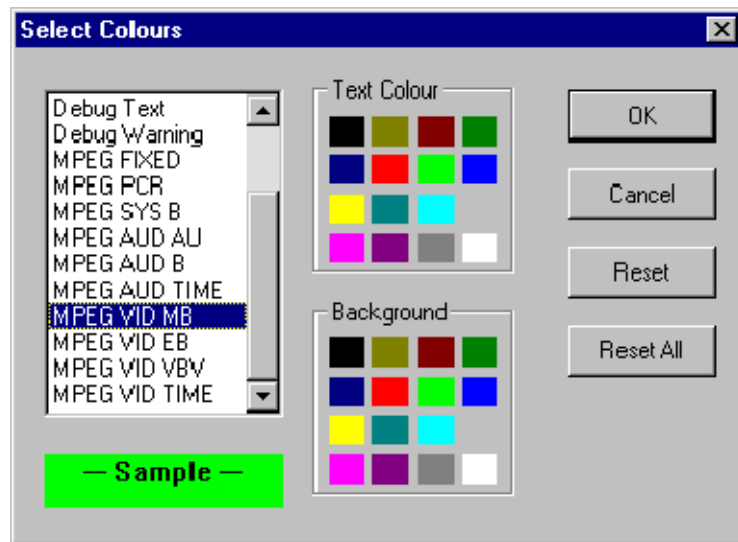 Select Colours
Debug Text
Debug Warning
MPEG FIXED
MPEG PCR
MPEG SYS B
MPEG AUD AU
MPEG AUD B
MPEG AUD TIME
MPEG VID MB
MPEG VID EB
MPEG VID VBV
MPEG VID TIME
— Sample —
Text Colour
Background
OK
Cancel
Reset
Reset All